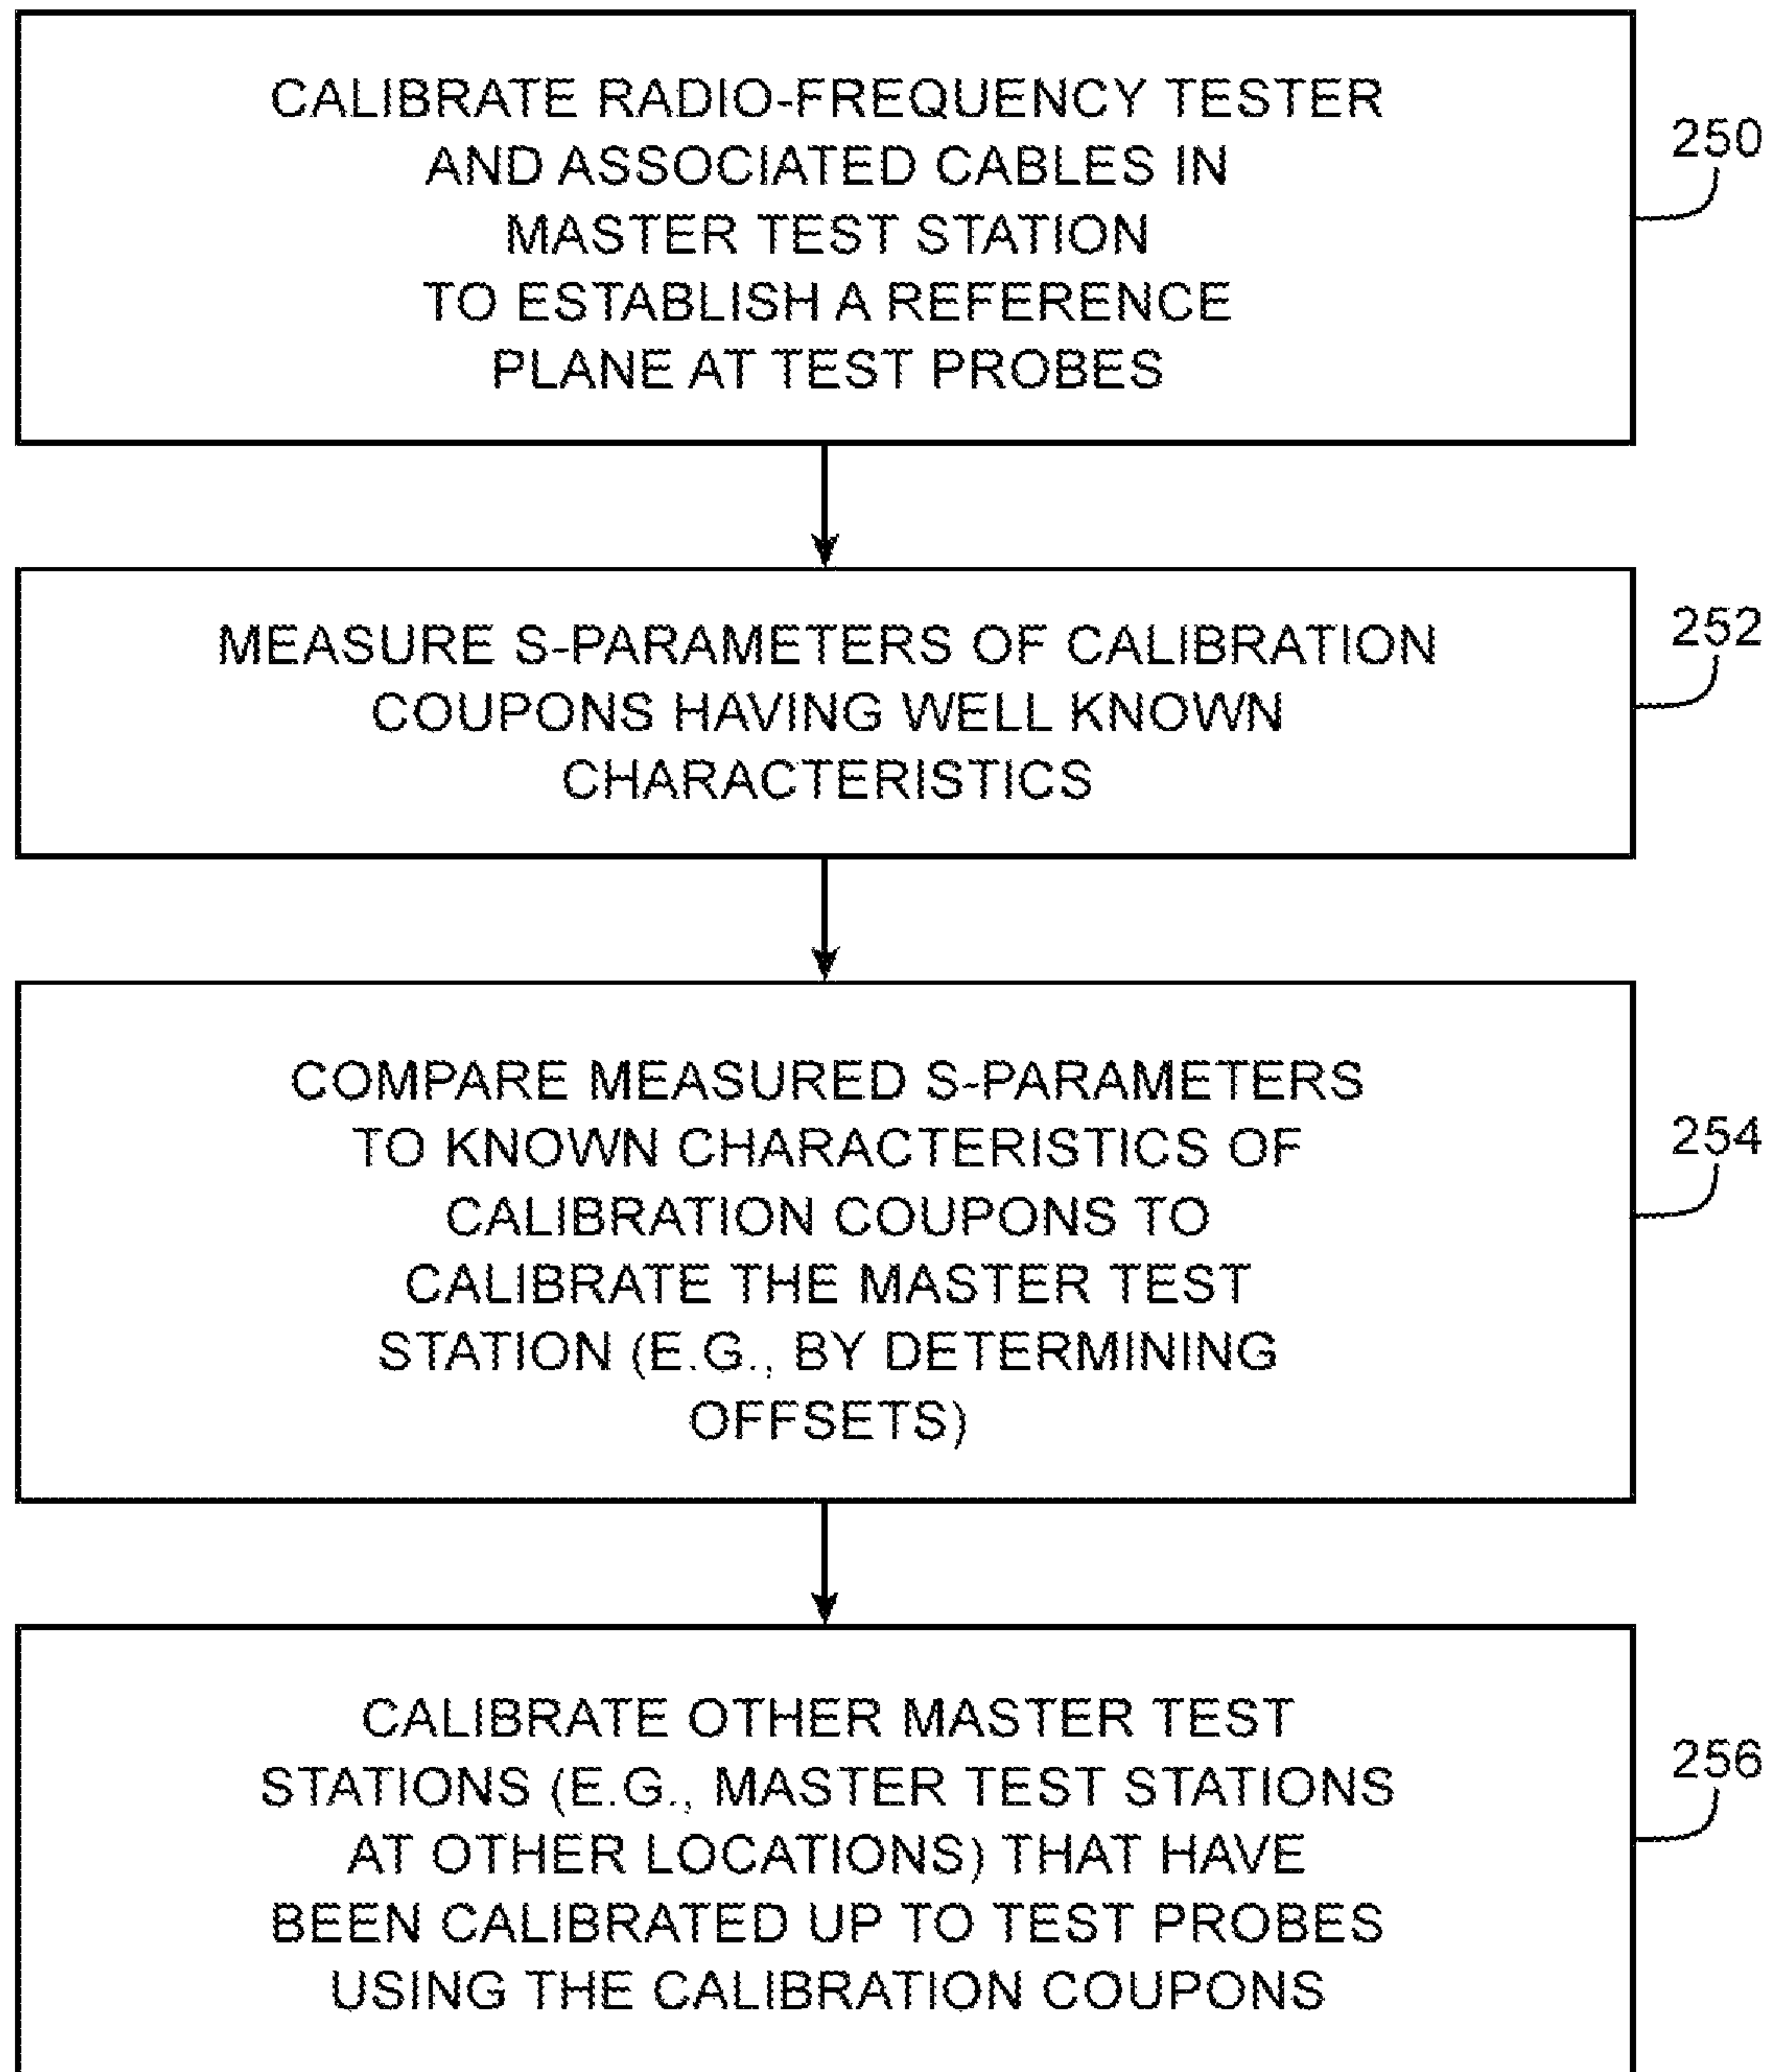 CALIBRATE RADIO-FREQUENCY TESTER
AND ASSOCIATED CABLES IN
MASTER TEST STATION
TO ESTABLISH A REFERENCE
PLANE AT TEST PROBES
250
MEASURE S-PARAMETERS OF CALIBRATION
COUPONS HAVING WELL KNOWN
CHARACTERISTICS
252
COMPARE MEASURED S-PARAMETERS
TO KNOWN CHARACTERISTICS OF
CALIBRATION COUPONS TO
CALIBRATE THE MASTER TEST
STATION (E.G., BY DETERMINING
OFFSETS)
254
CALIBRATE OTHER MASTER TEST
STATIONS (E.G., MASTER TEST STATIONS
AT OTHER LOCATIONS) THAT HAVE
BEEN CALIBRATED UP TO TEST PROBES
USING THE CALIBRATION COUPONS
256